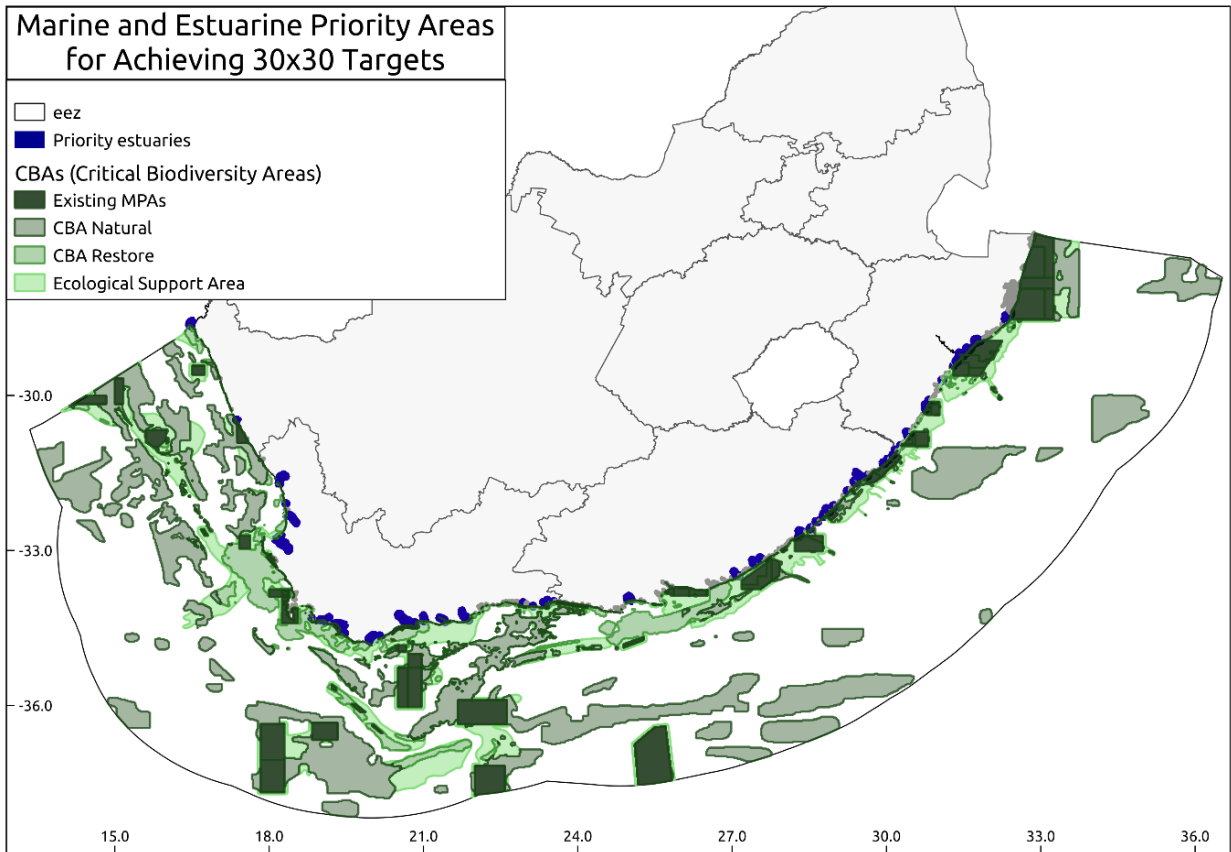 Marine and Estuarine Priority Areas
for Achieving 30x30 Targets
eez
Priority estuaries
CBAs (Critical Biodiversity Areas)
Existing MPAs
CBA Natural
CBA Restore
Ecological Support Area
-30.0
-33.0
-36.0
15.0
18.0
21.0
24.0
27.0
30.0
33.0
36.0